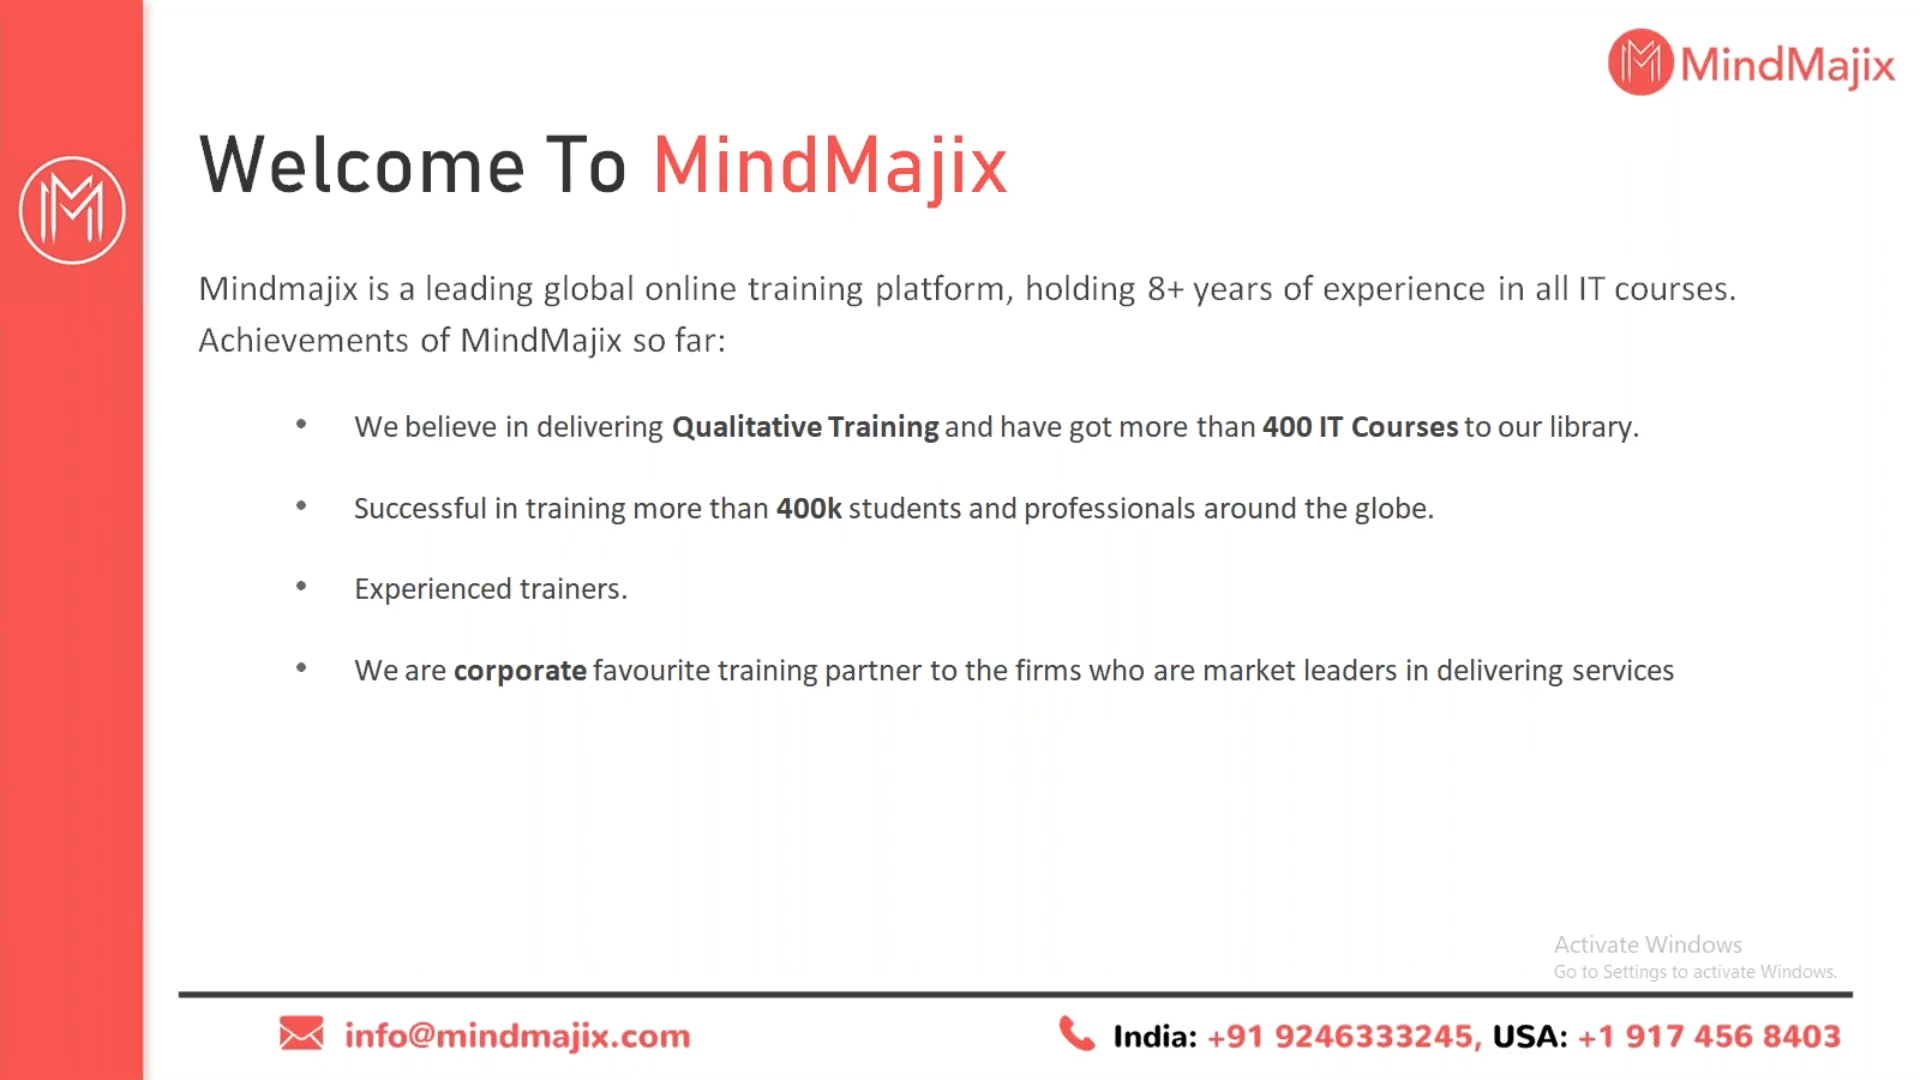 MindMajix
Welcome To MindMajix
Mindmajix is a leading global online training platform, holding 8+ years of experience in all IT courses.
Achievements of MindMajix so far:
• We believe in delivering Qualitative Training and have got more than 400 IT Courses to our library.
• Successful in training more than 400k students and professionals around the globe.
• Experienced trainers.
• We are corporate favourite training partner to the firms who are market leaders in delivering services
Activate Windows
Go to Settings to activate Windows.
info@mindmajix.com
India: +91 9246333245, USA: +1 917 456 8403